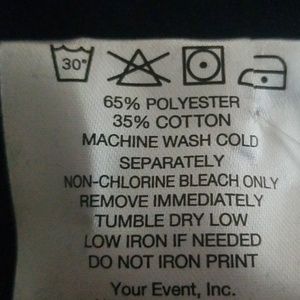 30°
65% POLYESTER
35% COTTON
MACHINE WASH COLD
SEPARATELY
NON-CHLORINE BLEACH ONLY
REMOVE IMMEDIATELY
TUMBLE DRY LOW
LOW IRON IF NEEDED
DO NOT IRON PRINT
Your Event, Inc.